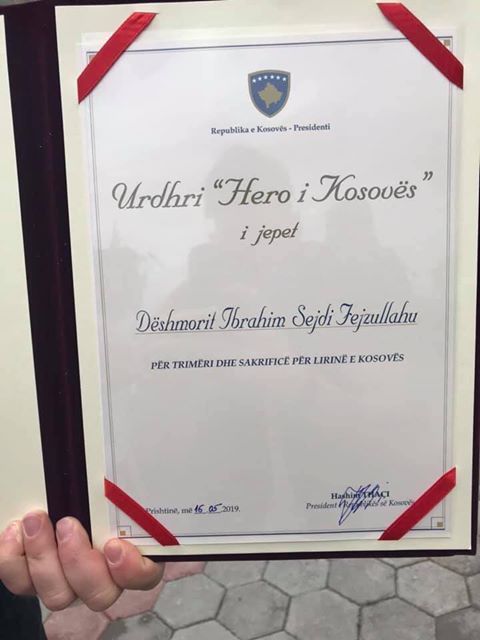 Republika e Kosovës - Presidenti
Urdhri "Hero i Kosovës"
i jepet
Dëshmorit Ibrahim Sejdi Fejzullahu
PËR TRIMËRI DHE SAKRIFICË PËR LIRINË E KOSOVËS
Hashim THAÇI
Prishtinë, më 16.05 2019.
President i Republikës së Kosovës